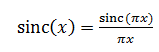 sinc(x) = sinc(πx)/πx